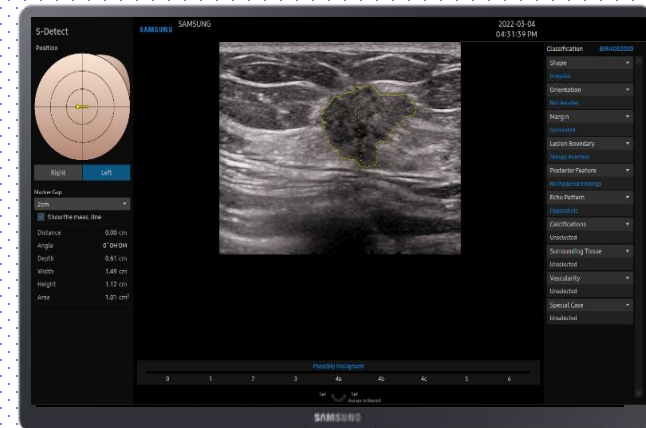 S-Detect
SAMSUNG
SAMSUNG
2022-03-04
04:31:39 PM
Position
Right
Left
Marker Gap
2cm
Show the meas. line
Distance 0.00 cm
Angle 0˚ 0H 0M
Depth 0.61 cm
Width 1.49 cm
Height 1.12 cm
Area 1.01 cm²
Classification BIRADS2003
Shape
Irregular
Orientation
Not Parallel
Margin
Spiculated
Lesion Boundary
Abrupt Interface
Posterior Feature
No Posterior Findings
Echo Pattern
Hypoechoic
Calcifications
Unselected
Surrounding Tissue
Unselected
Vascularity
Unselected
Special Case
Unselected
Possibly Malignant
0 1 2 3 4a 4b 4c 5 6
SAMSUNG